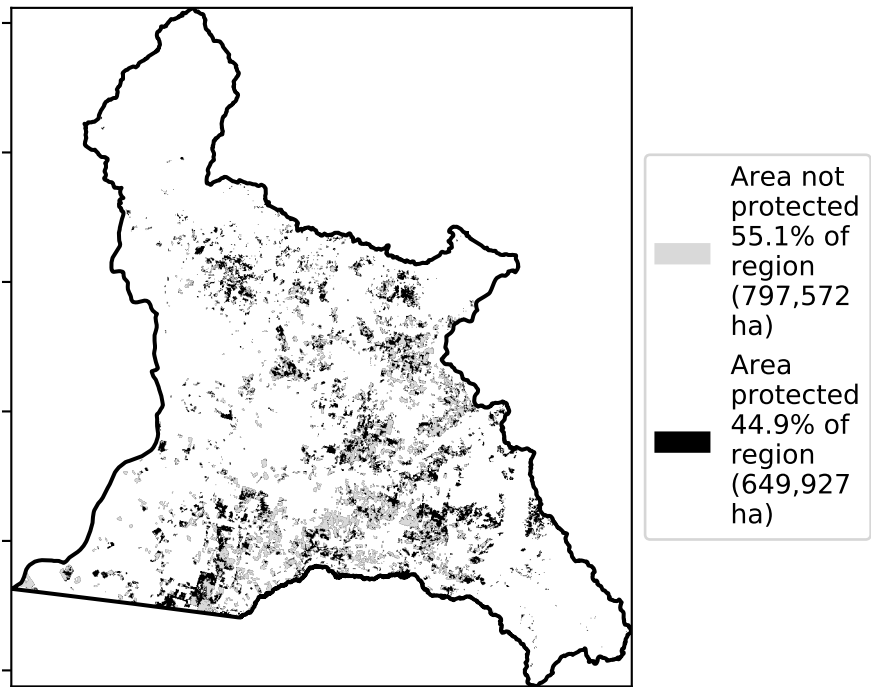 Area not
protected
55.1% of
region
(797,572
ha)
Area
protected
44.9% of
region
(649,927
ha)